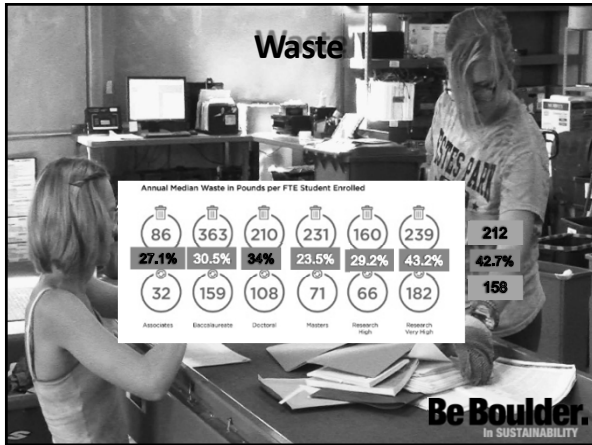 Waste
ESTES PARK
Annual Median Waste in Pounds per FTE Student Enrolled
86 363 210 231 160 239 212
27.1% 30.5% 34% 23.5% 29.2% 43.2% 42.7%
32 159 108 71 66 182 158
Associates Baccalaureate Doctoral Masters Research High Research Very High
Be Boulder.
In SUSTAINABILITY